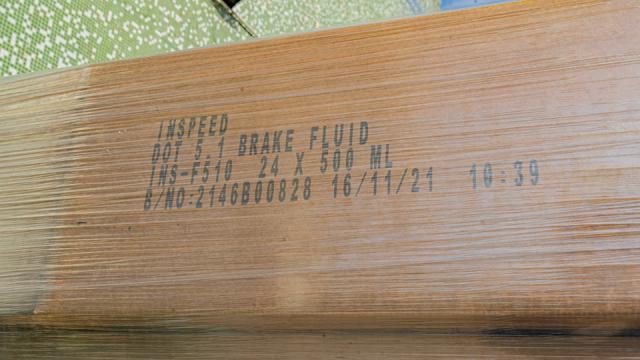 INSPEED
DOT 5.1 BRAKE FLUID
INS-F510 24 X 500 ML
B/NO:2146B00828 16/11/21 10:39